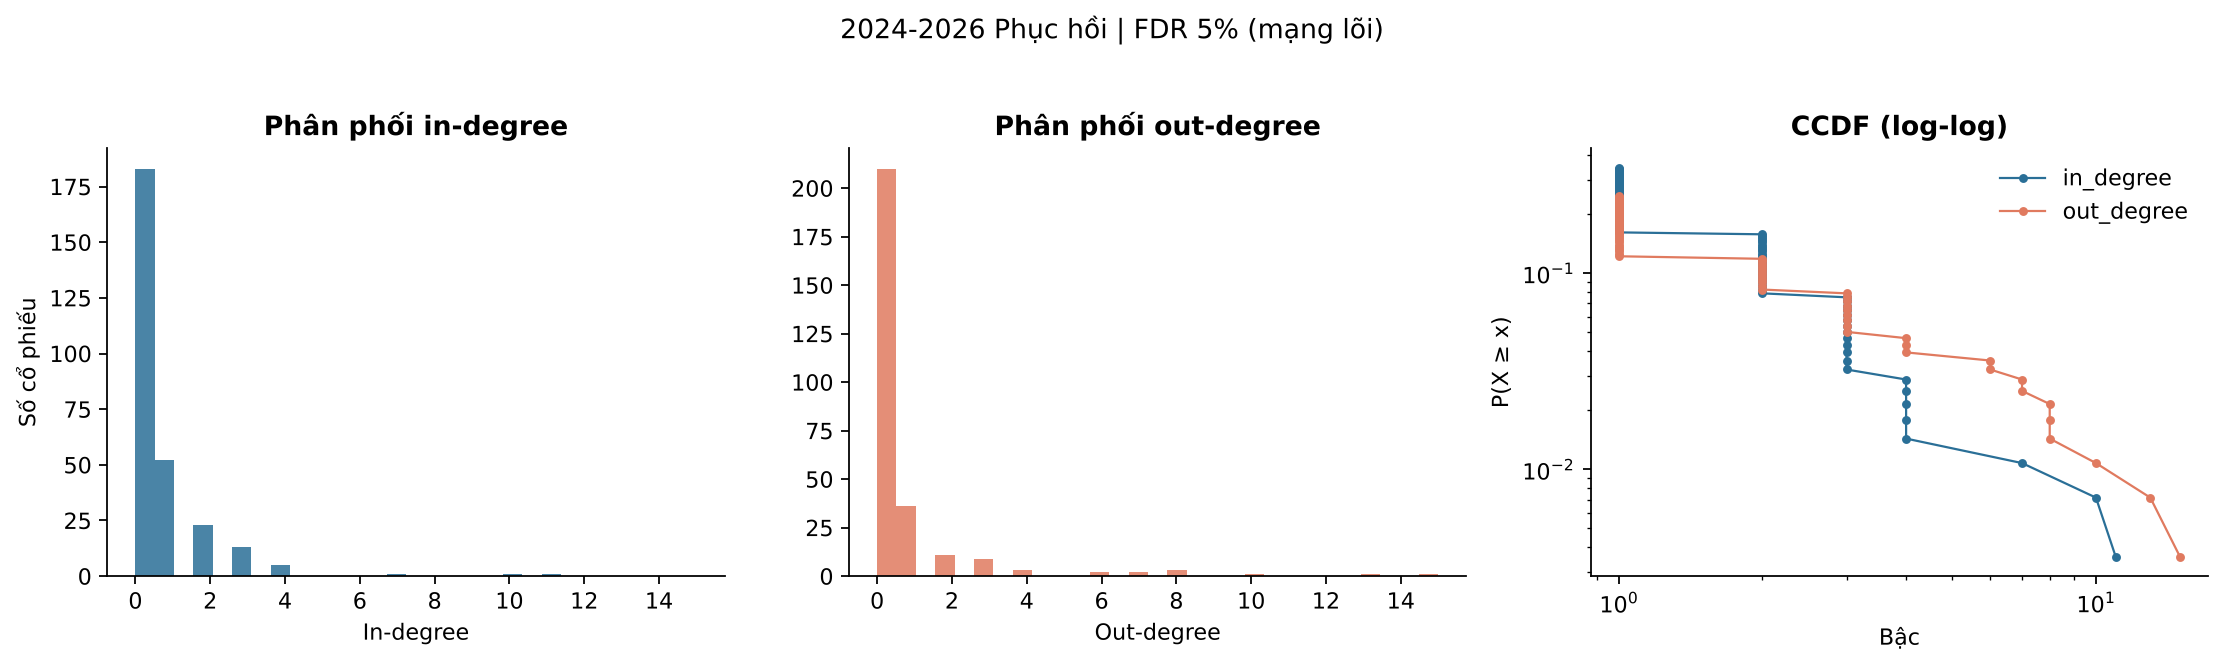 2024-2026 Phục hồi | FDR 5% (mạng lõi)
Phân phối in-degree
Số cổ phiếu
175
150
125
100
75
50
25
0
0 2 4 6 8 10 12 14
In-degree
Phân phối out-degree
200
175
150
125
100
75
50
25
0
0 2 4 6 8 10 12 14
Out-degree
CCDF (log-log)
in_degree
out_degree
P(X ≥ x)
10⁻¹
10⁻²
10⁰ 10¹
Bậc